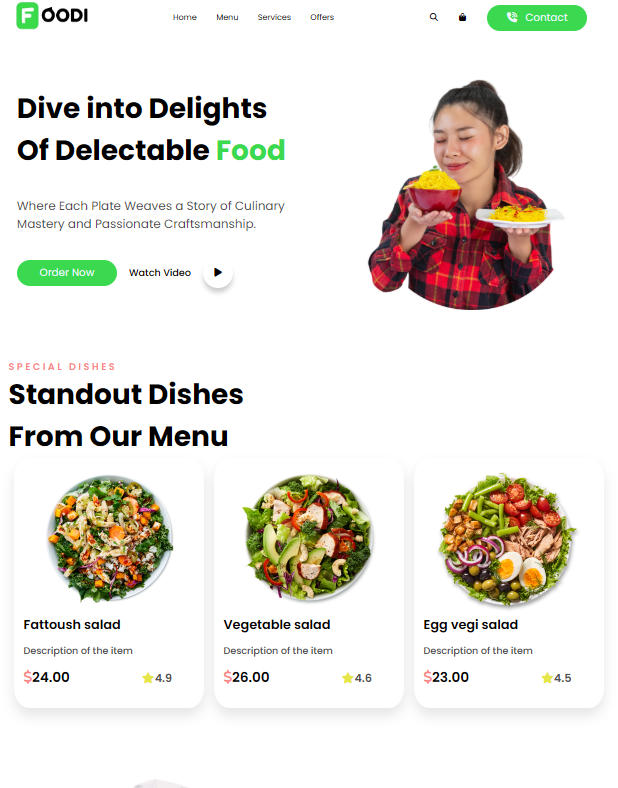 FOODI
Home Menu Services Offers
Contact
Dive into Delights
Of Delectable Food
Where Each Plate Weaves a Story of Culinary
Mastery and Passionate Craftsmanship.
Order Now Watch Video
SPECIAL DISHES
Standout Dishes
From Our Menu
Fattoush salad
Description of the item
$24.00 4.9
Vegetable salad
Description of the item
$26.00 4.6
Egg vegi salad
Description of the item
$23.00 4.5